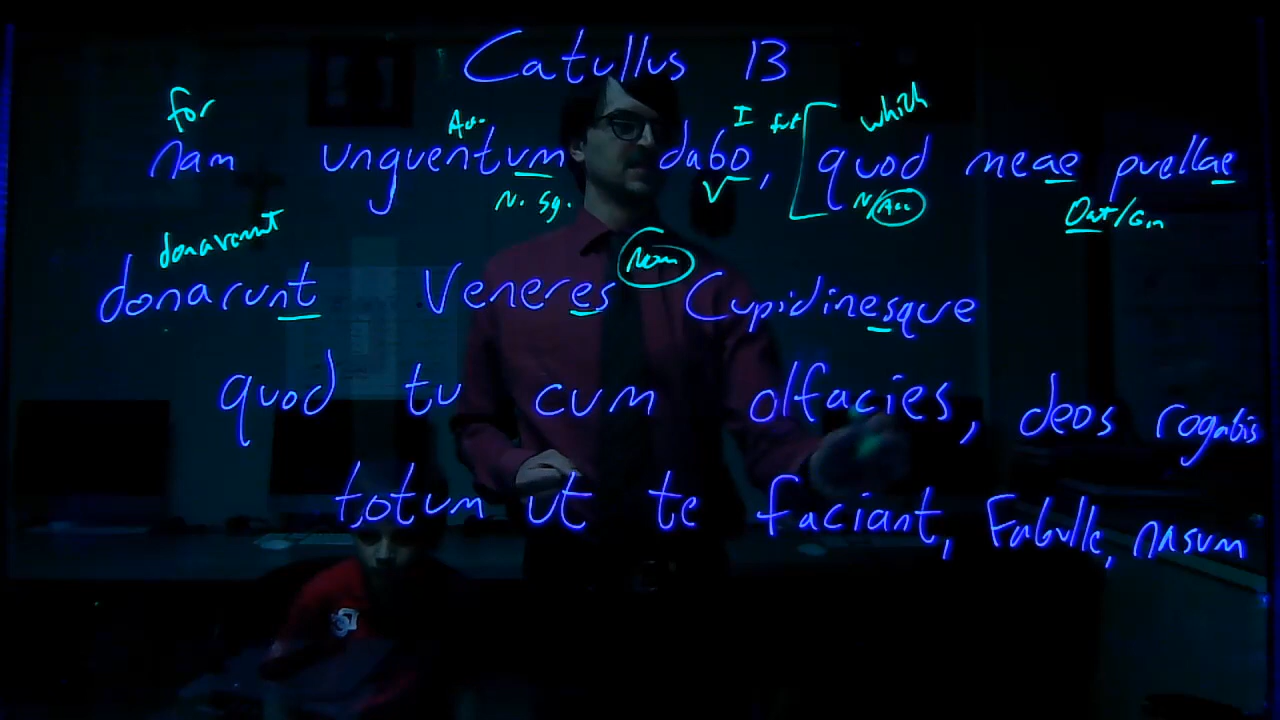 Catullus 13
for Acc. I fut which
nam unguentum dabo, [quod meae puellae
N. Sg. V N/Acc Dat/Gen
donaverunt Nom
donarunt Veneres Cupidinesque
quod tu cum olfacies, deos rogabis
totum ut te faciant, Fabulle, nasum